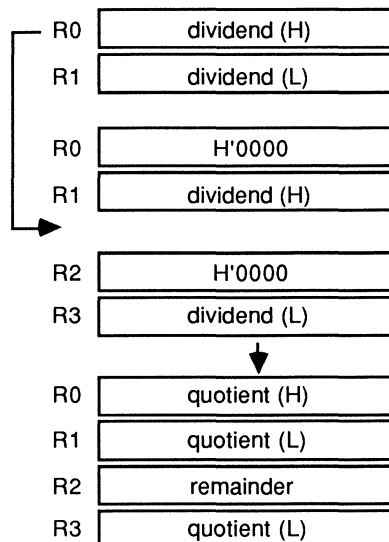 R0 dividend (H)
R1 dividend (L)
R0 H'0000
R1 dividend (H)
R2 H'0000
R3 dividend (L)
R0 quotient (H)
R1 quotient (L)
R2 remainder
R3 quotient (L)